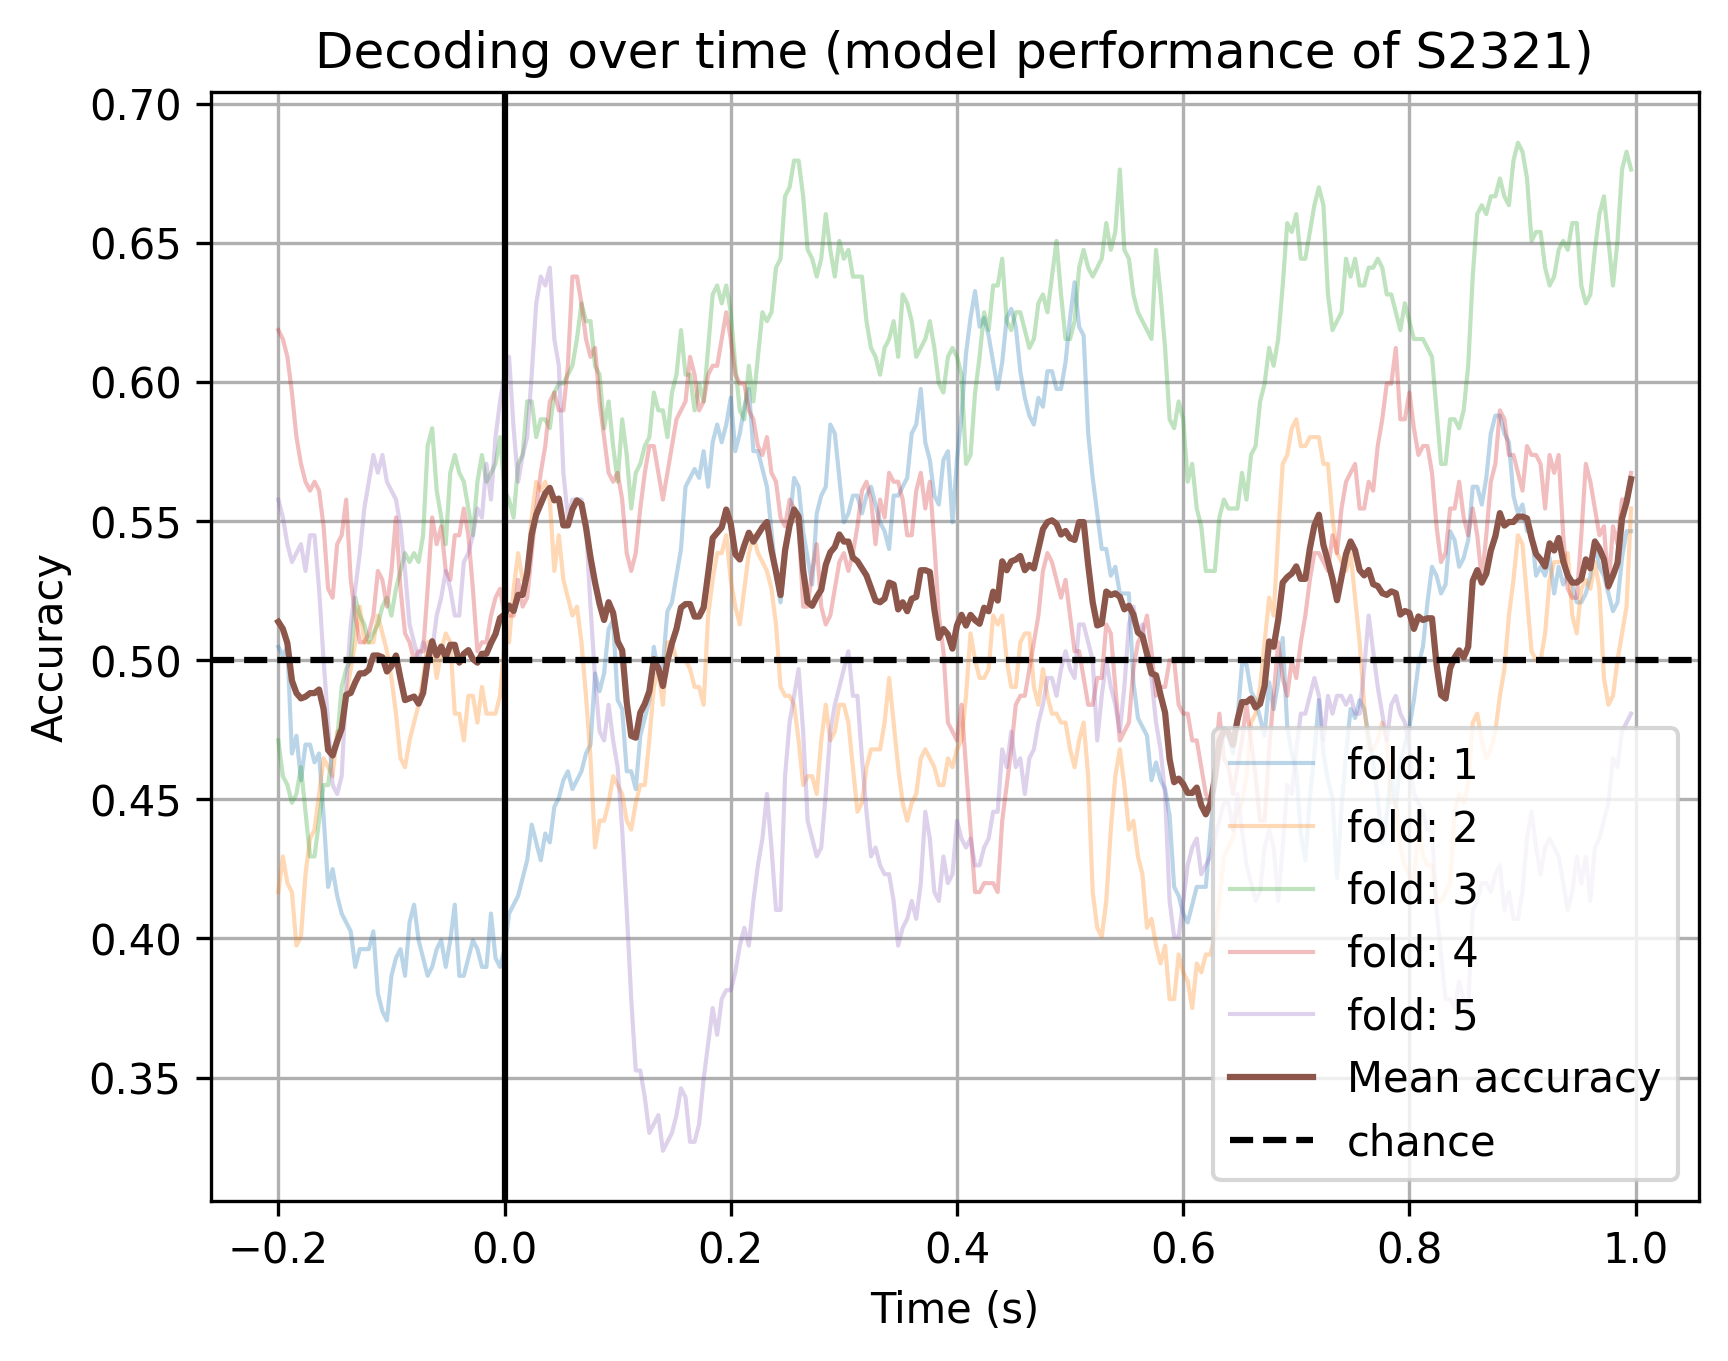 Decoding over time (model performance of S2321)
Accuracy
0.70
0.65
0.60
0.55
0.50
0.45
0.40
0.35
fold: 1
fold: 2
fold: 3
fold: 4
fold: 5
Mean accuracy
chance
−0.2 0.0 0.2 0.4 0.6 0.8 1.0
Time (s)